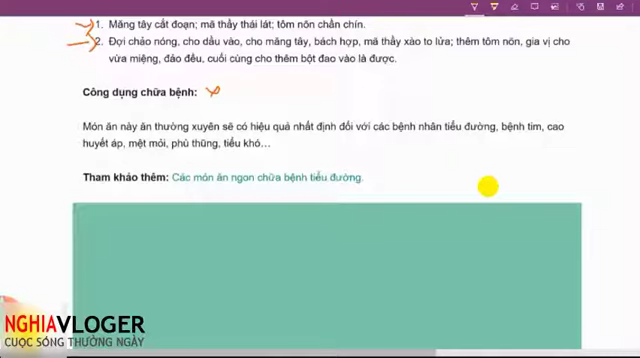 1. Măng tây cắt đoạn; mã thầy thái lát; tôm nõn chần chín.
2. Đợi chảo nóng, cho dầu vào, cho măng tây, bách hợp, mã thầy xào to lửa; thêm tôm nõn, gia vị cho
vừa miệng, đảo đều, cuối cùng cho thêm bột đao vào là được.
Công dụng chữa bệnh:
Món ăn này ăn thường xuyên sẽ có hiệu quả nhất định đối với các bệnh nhân tiểu đường, bệnh tim, cao
huyết áp, mệt mỏi, phù thũng, tiểu khó...
Tham khảo thêm: Các món ăn ngon chữa bệnh tiểu đường.
NGHIAVLOGER
CUỘC SỐNG THƯỜNG NGÀY